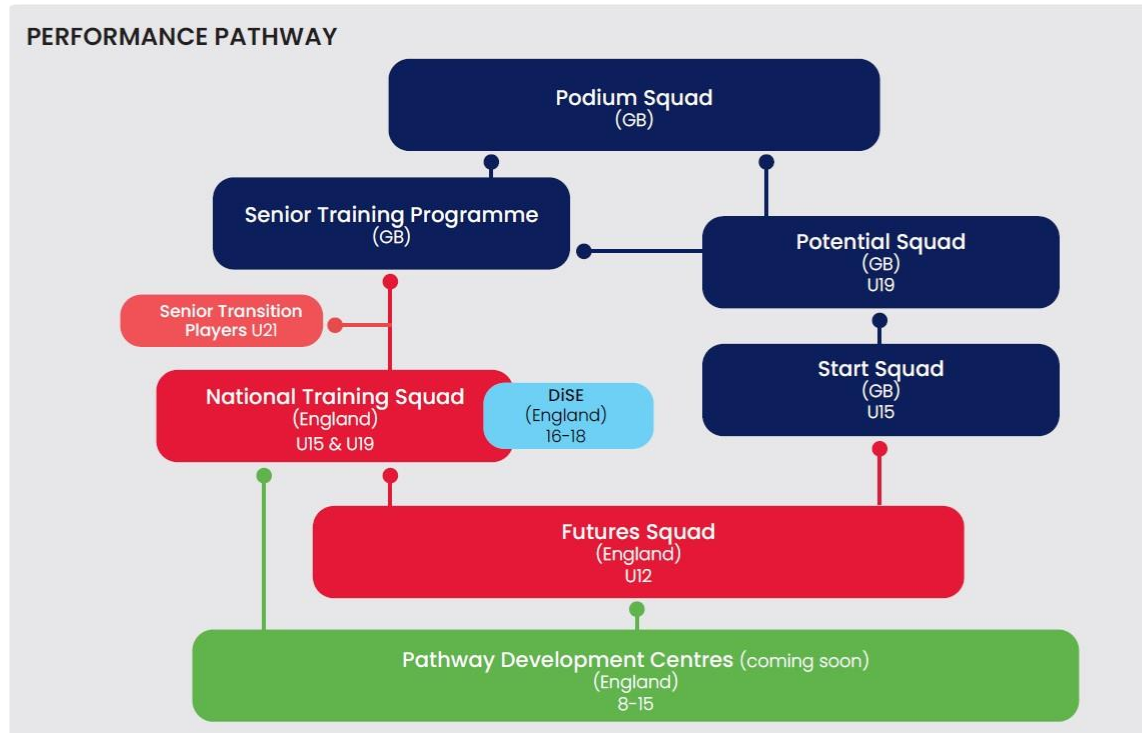 PERFORMANCE PATHWAY
Podium Squad
(GB)
Senior Training Programme
(GB)
Potential Squad
(GB)
U19
Senior Transition
Players U21
Start Squad
(GB)
U15
National Training Squad
(England)
U15 & U19
DiSE
(England)
16-18
Futures Squad
(England)
U12
Pathway Development Centres (coming soon)
(England)
8-15